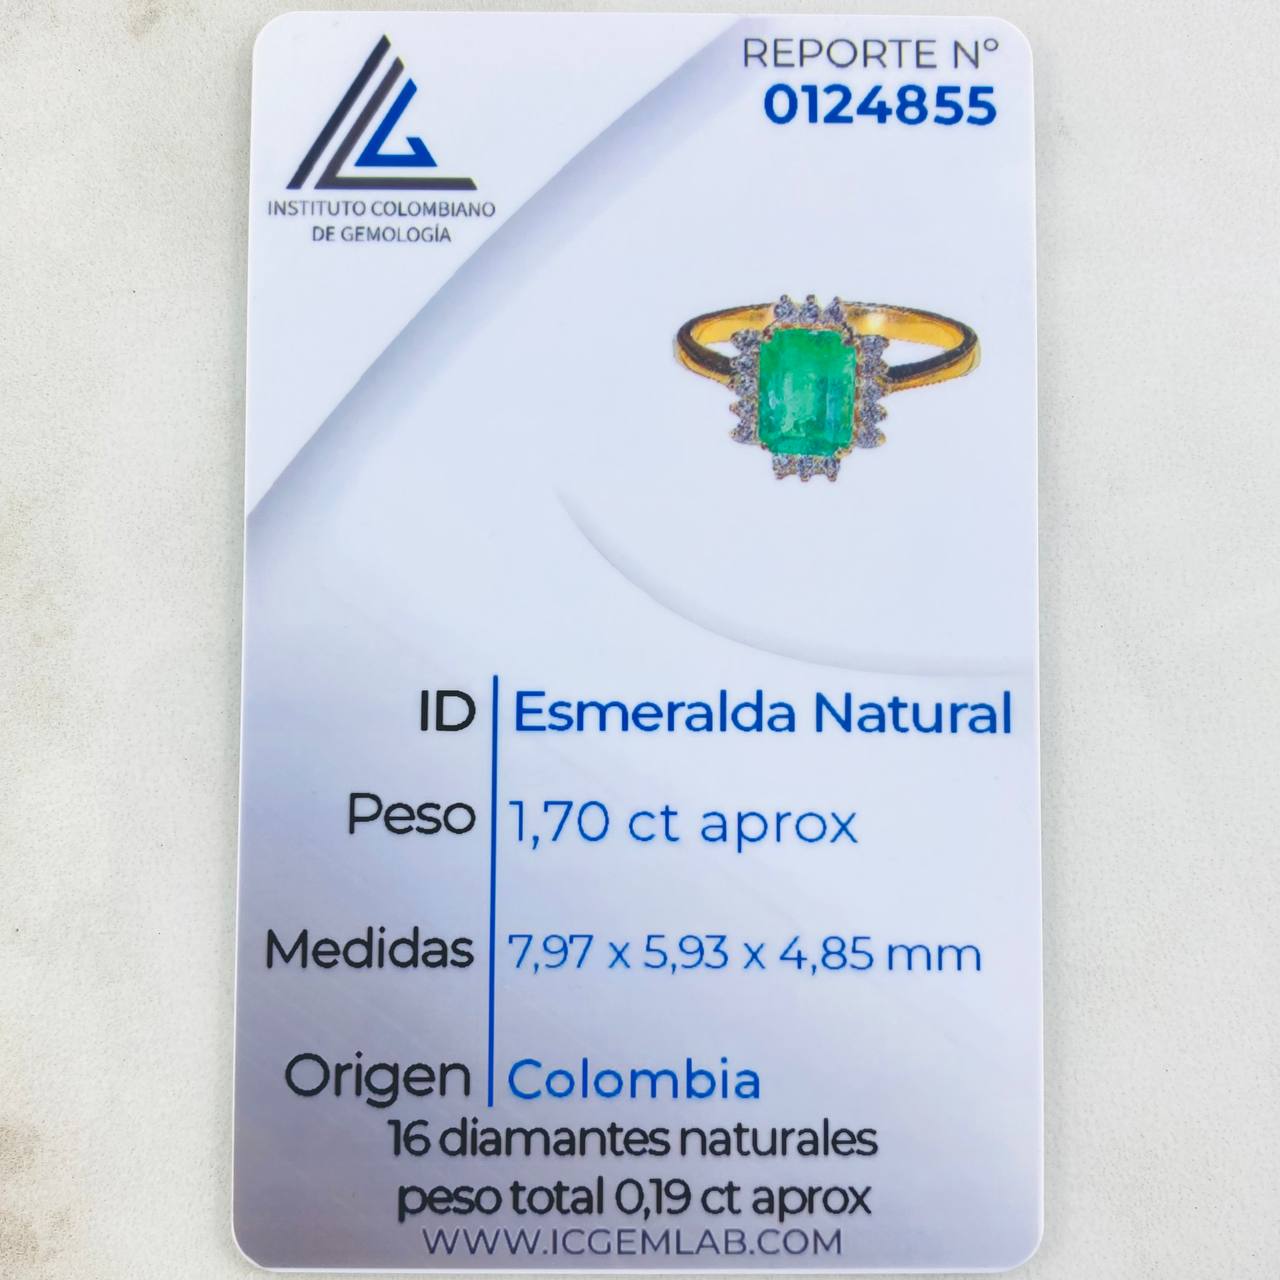 INSTITUTO COLOMBIANO
DE GEMOLOGÍA
REPORTE Nº
0124855
ID Esmeralda Natural
Peso 1,70 ct aprox
Medidas 7,97 x 5,93 x 4,85 mm
Origen Colombia
16 diamantes naturales
peso total 0,19 ct aprox
WWW.ICGEMLAB.COM